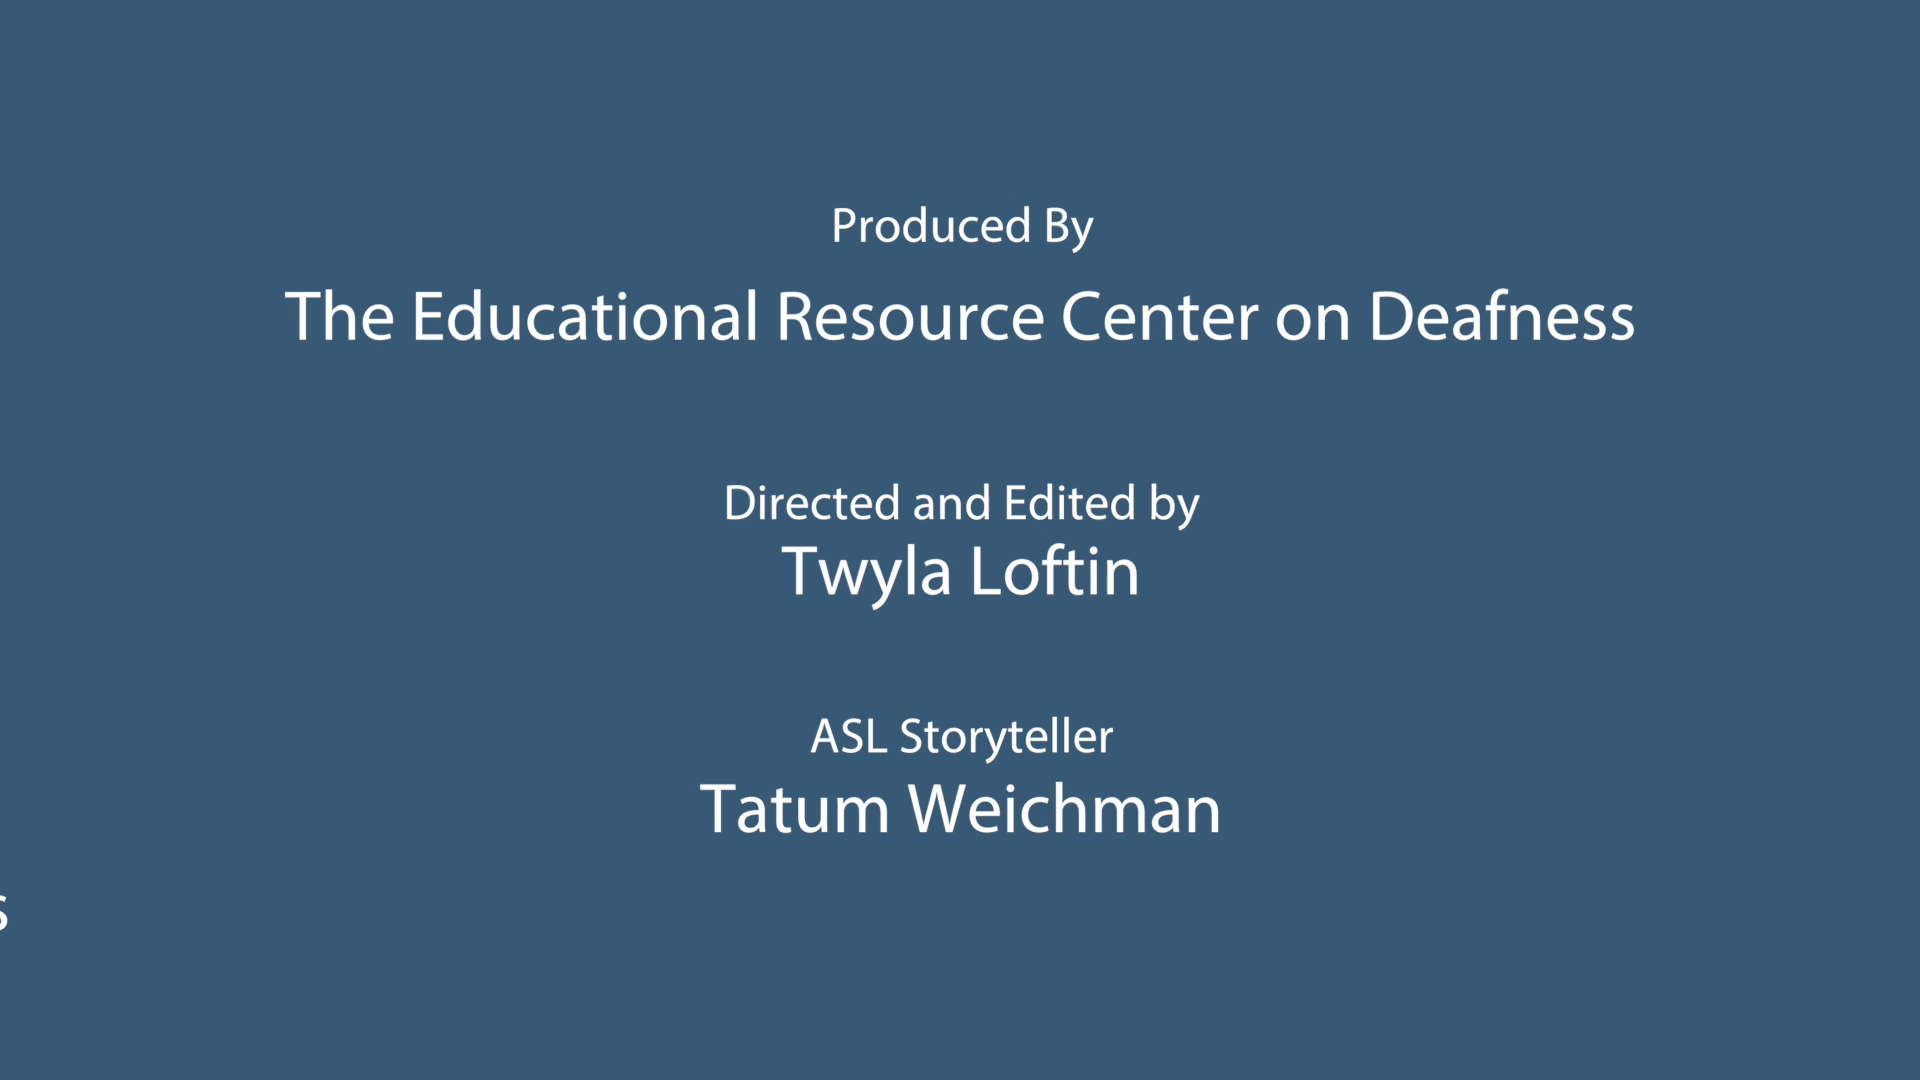 Produced By
The Educational Resource Center on Deafness
Directed and Edited by
Twyla Loftin
ASL Storyteller
Tatum Weichman
s